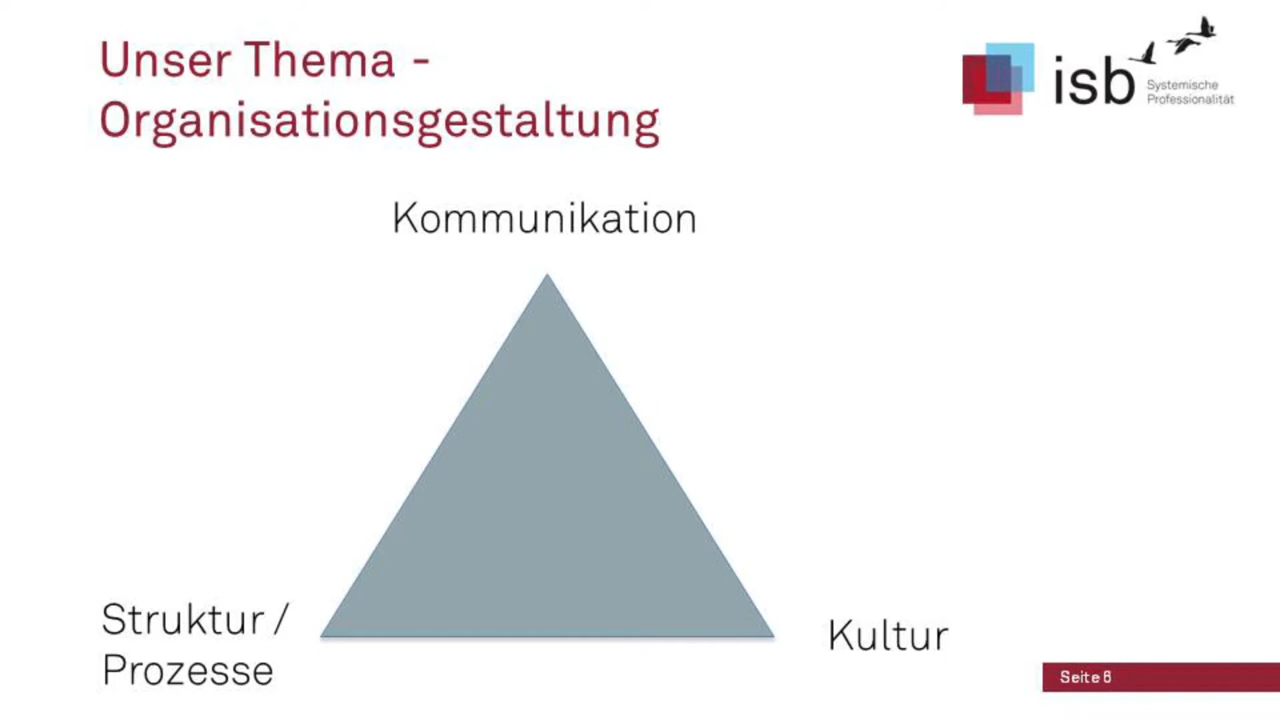 Unser Thema -
Organisationsgestaltung
isb
Systemische
Professionalität
Kommunikation
Struktur /
Prozesse
Kultur
Seite 6